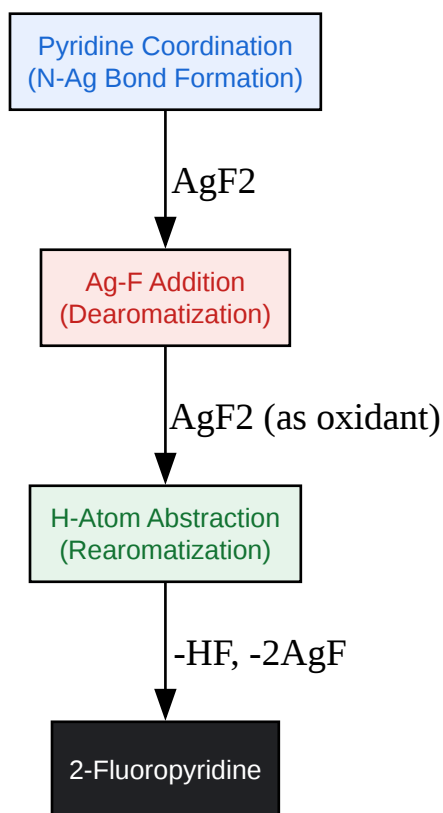 Pyridine Coordination
(N-Ag Bond Formation)
AgF2
Ag-F Addition
(Dearomatization)
AgF2 (as oxidant)
H-Atom Abstraction
(Rearomatization)
-HF, -2AgF
2-Fluoropyridine